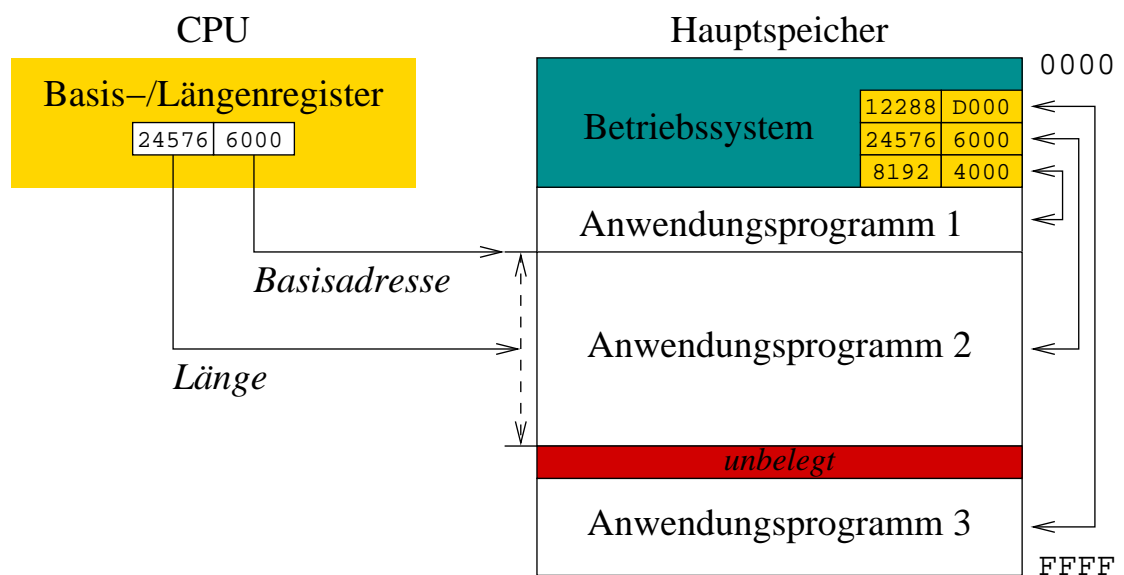 CPU
Basis–/Längenregister
24576 6000
Basisadresse
Länge
Hauptspeicher
0000
Betriebssystem
12288 D000
24576 6000
8192 4000
Anwendungsprogramm 1
Anwendungsprogramm 2
unbelegt
Anwendungsprogramm 3
FFFF